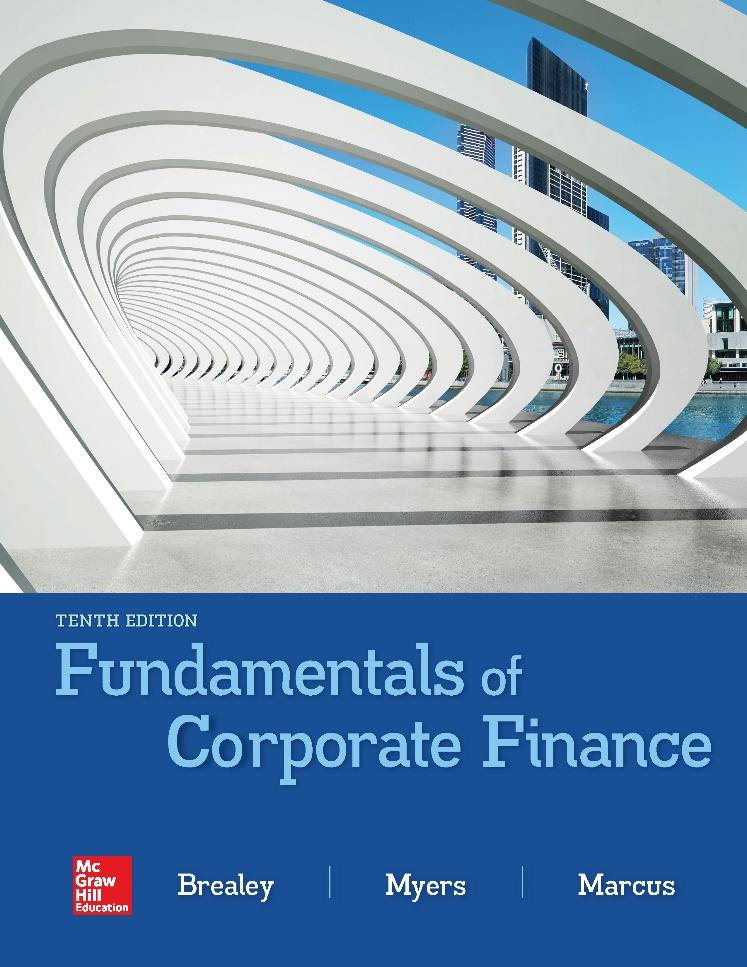 TENTH EDITION
Fundamentals of
Corporate Finance
Mc
Graw
Hill
Education
Brealey
Myers
Marcus